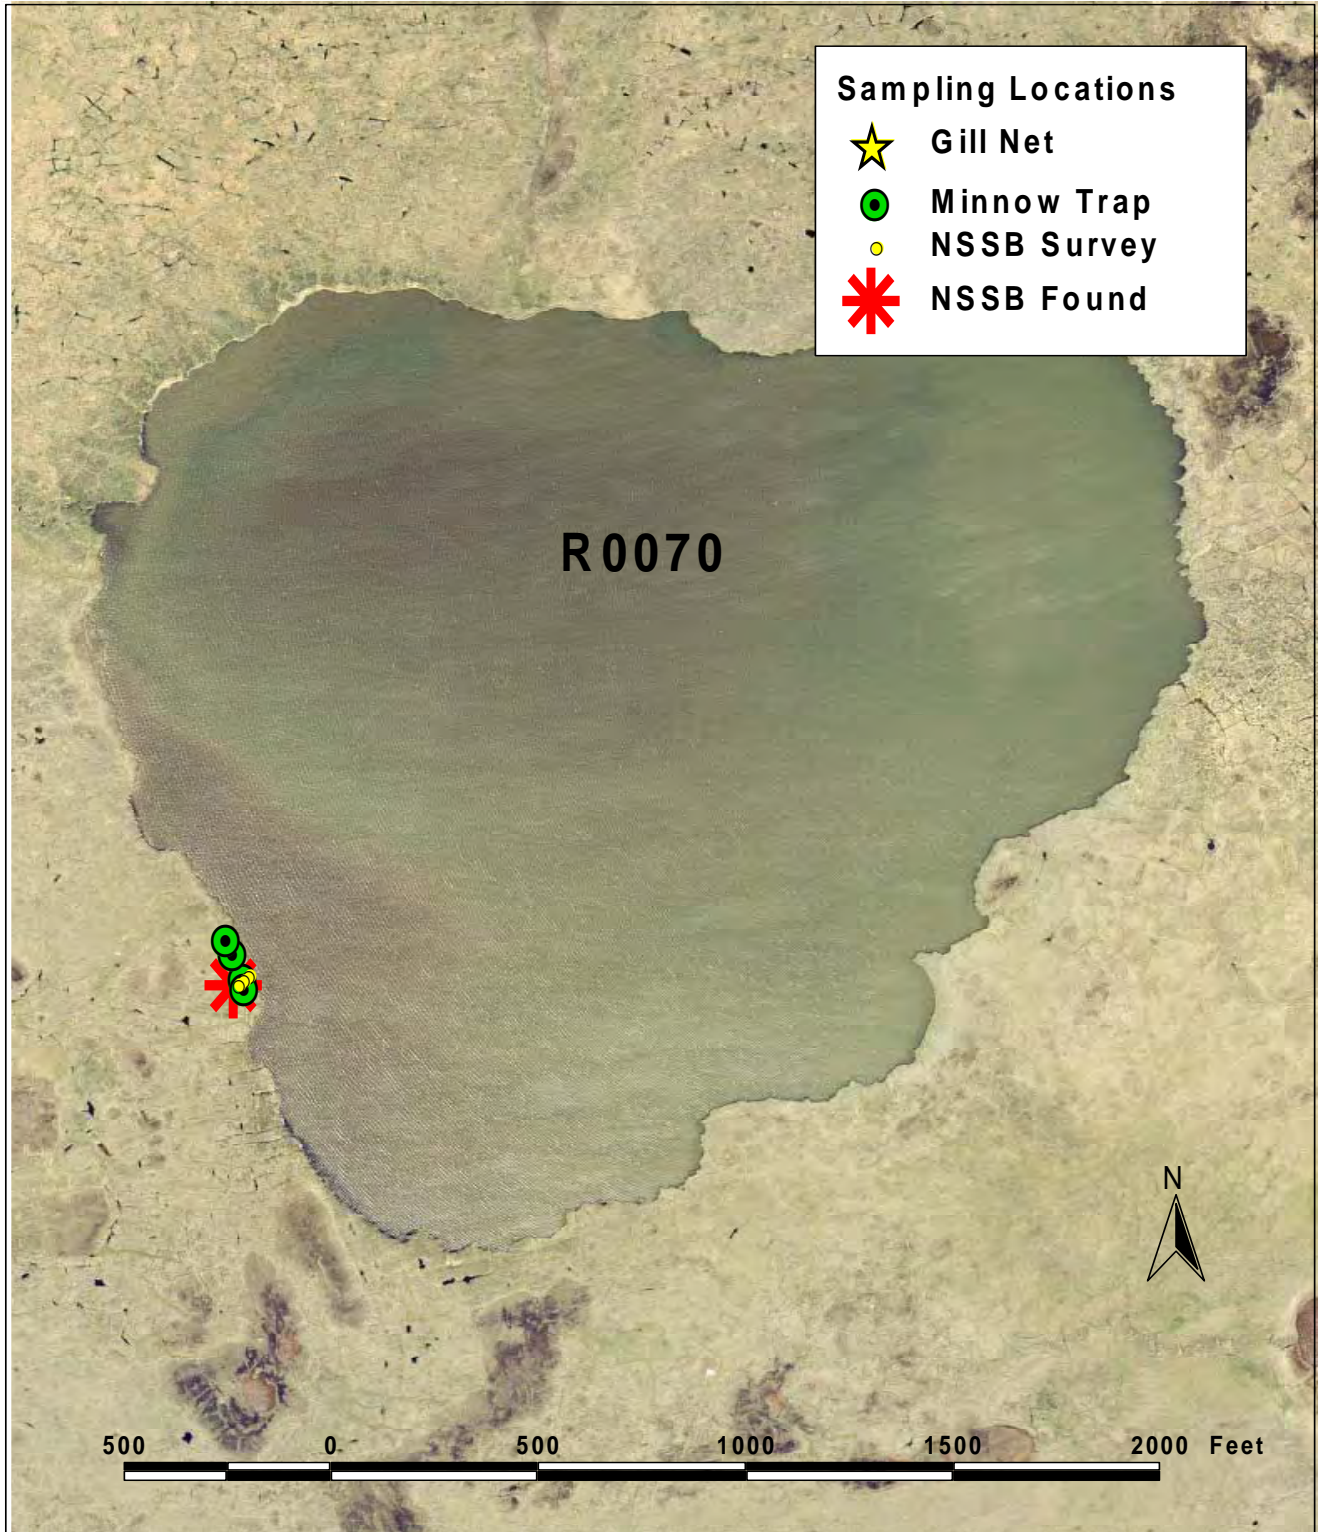 Sampling Locations
Gill Net
Minnow Trap
NSSB Survey
NSSB Found
R0070
N
500 0 500 1000 1500 2000 Feet